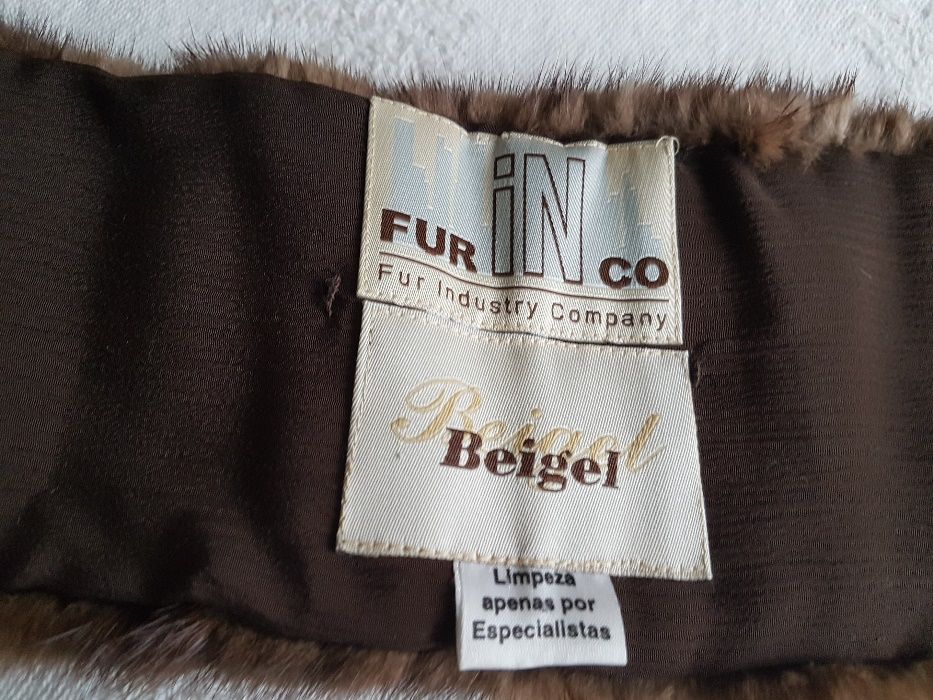 FUR iN CO
Fur Industry Company
Beigel
Beigel
Limpeza
apenas por
Especialistas